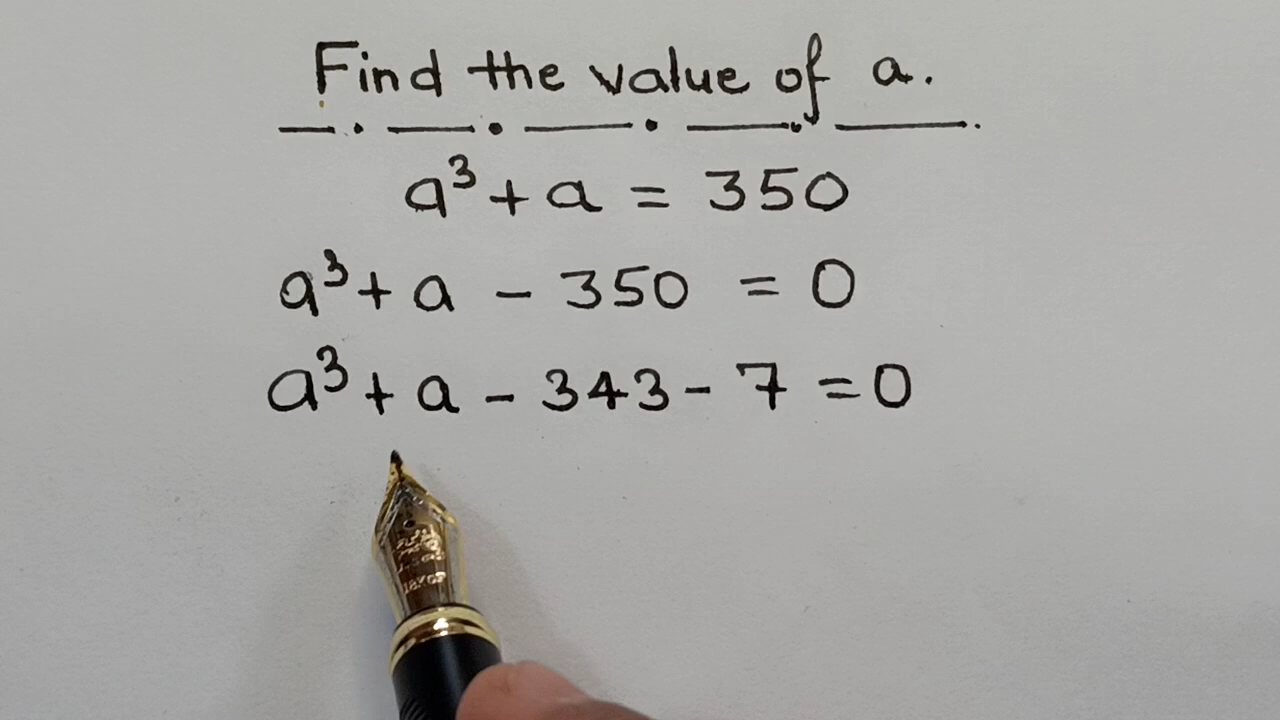 Find the value of a.
a³ + a = 350
a³ + a - 350 = 0
a³ + a - 343 - 7 = 0